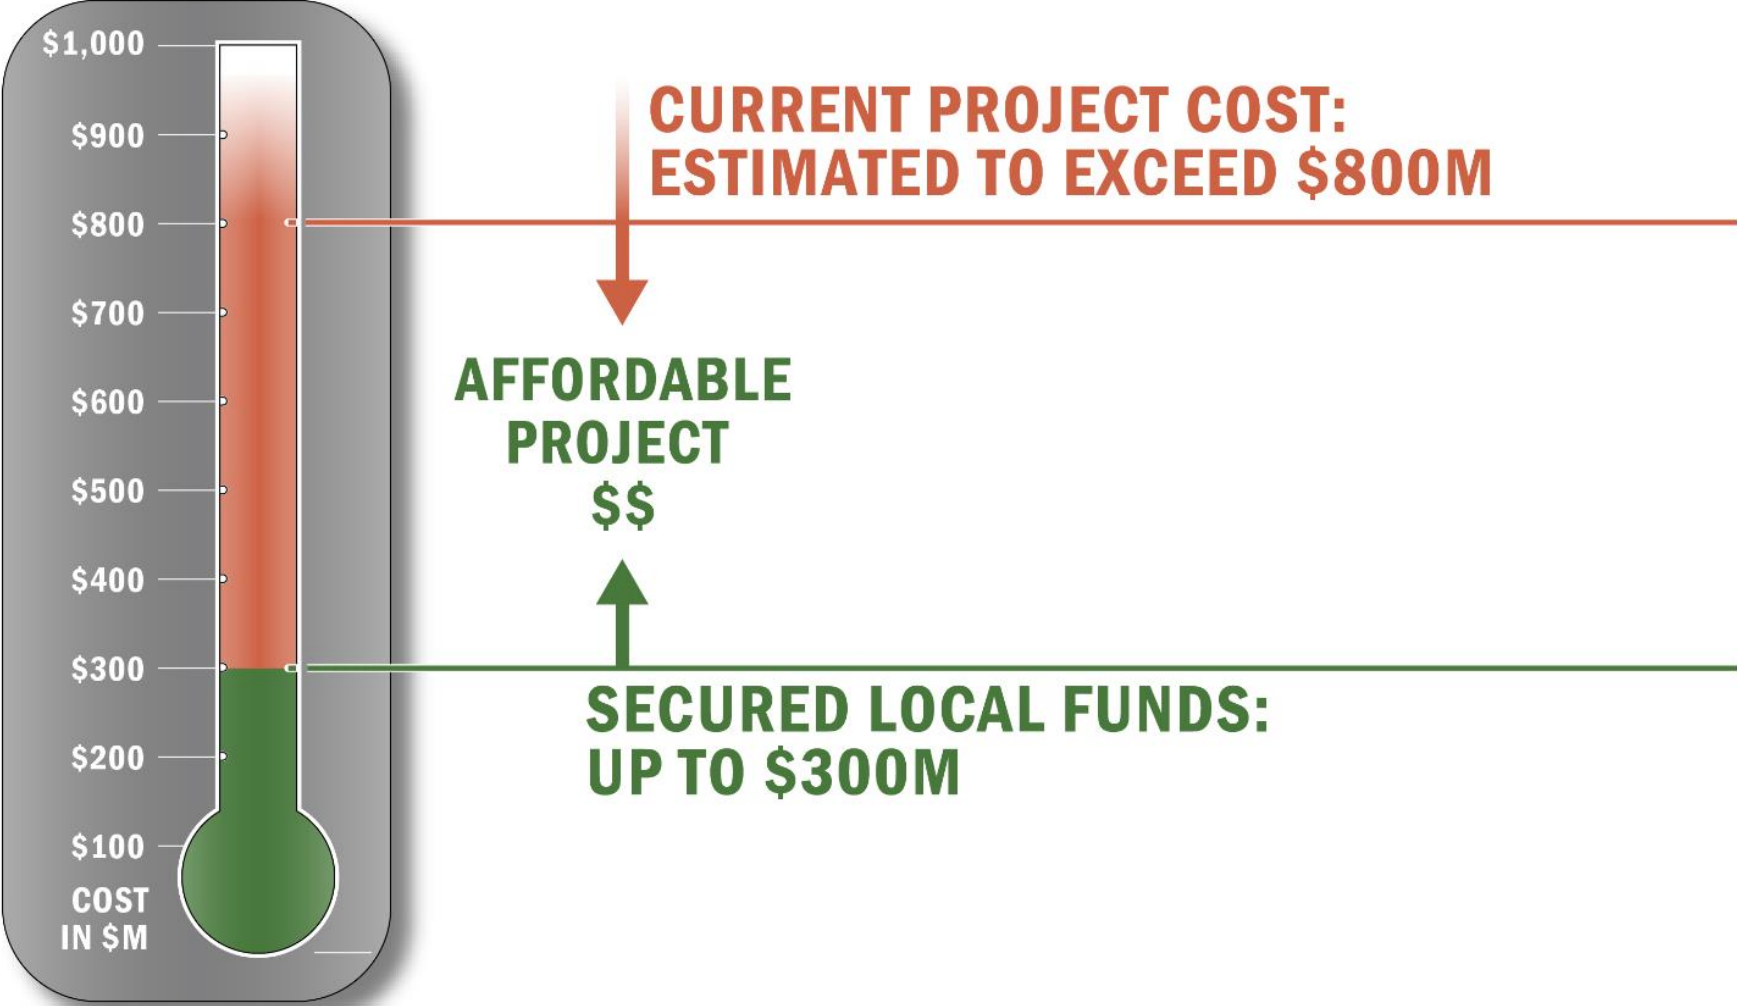 $1,000
$900
$800
$700
$600
$500
$400
$300
$200
$100
COST
IN $M
CURRENT PROJECT COST:
ESTIMATED TO EXCEED $800M
AFFORDABLE
PROJECT
$$
SECURED LOCAL FUNDS:
UP TO $300M